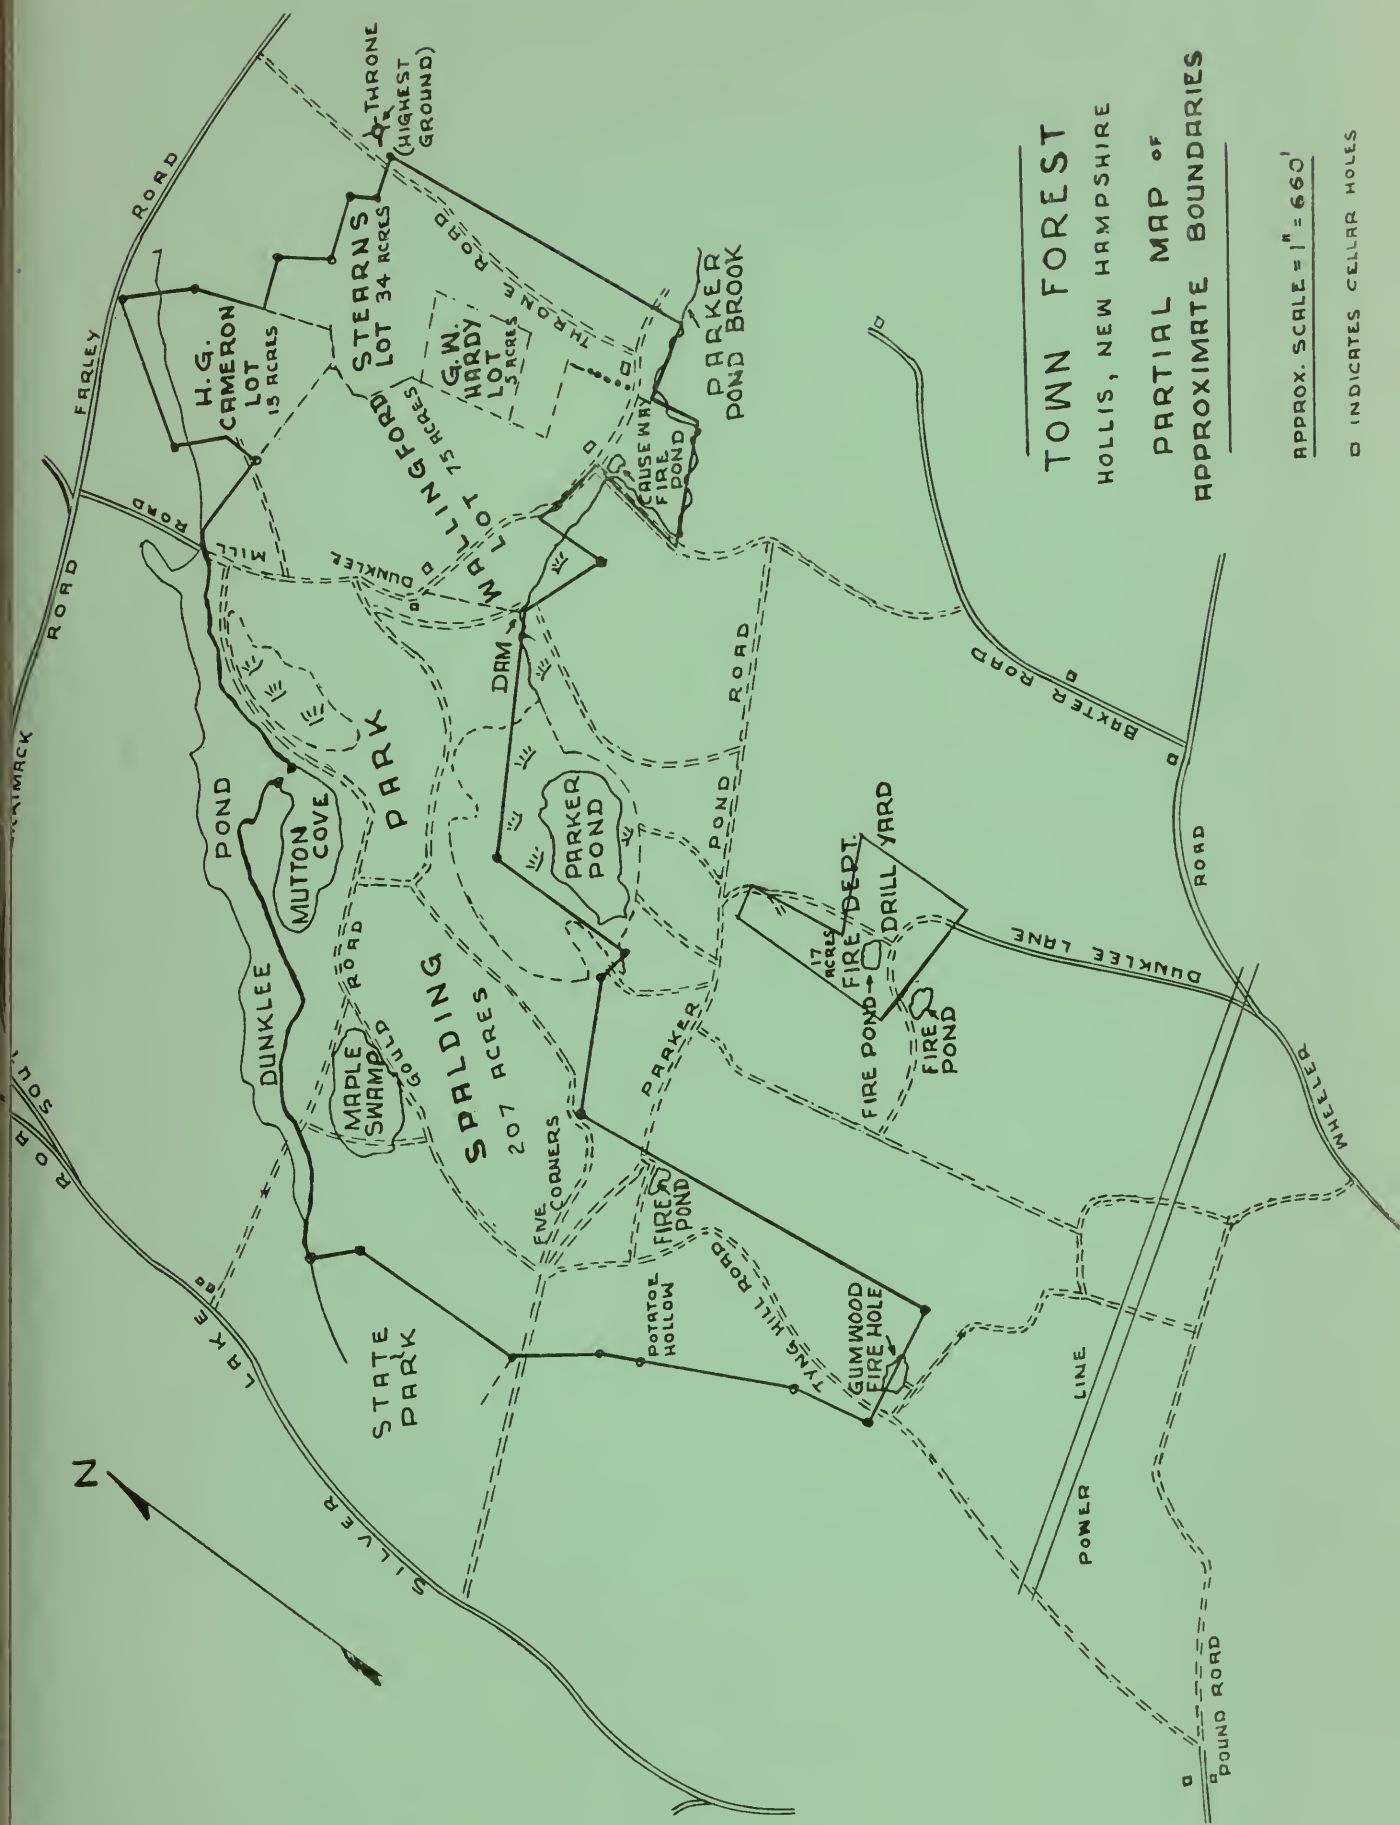 TOWN FOREST
HOLLIS, NEW HAMPSHIRE
PARTIAL MAP OF
APPROXIMATE BOUNDARIES
APPROX. SCALE = 1" = 660'
□ INDICATES CELLAR HOLES
N
SILVER
LAKE
ROAD
ROAD
FARLEY
ROAD
THRONE
(HIGHEST
GROUND)
H. G.
CAMERON
LOT
15 ACRES
STEARNS
LOT 34 ACRES
G. W.
HARDY
LOT
5 ACRES
THRONE ROAD
WALLINGFORD
LOT 75 ACRES
PARKER
POND BROOK
CAUSEWAY
FIRE
POND
DUNKLEE
MILL
ROAD
DAM
DUNKLEE
POND
MUTTON
COVE
PARKER
POND
MAPLE
SWAMP
GOULD
ROAD
SPALDING
PARK
207 ACRES
FIVE
CORNERS
PARKER
POND
ROAD
FIRE
POND
POTATOE
HOLLOW
TYNG HILL ROAD
GUMWOOD
FIRE HOLE
STATE
PARK
17
ACRES
FIRE DEPT.
DRILL YARD
FIRE POND
FIRE
POND
DUNKLEE LANE
BAXTER ROAD
WHEELER
ROAD
POWER
LINE
POUND ROAD